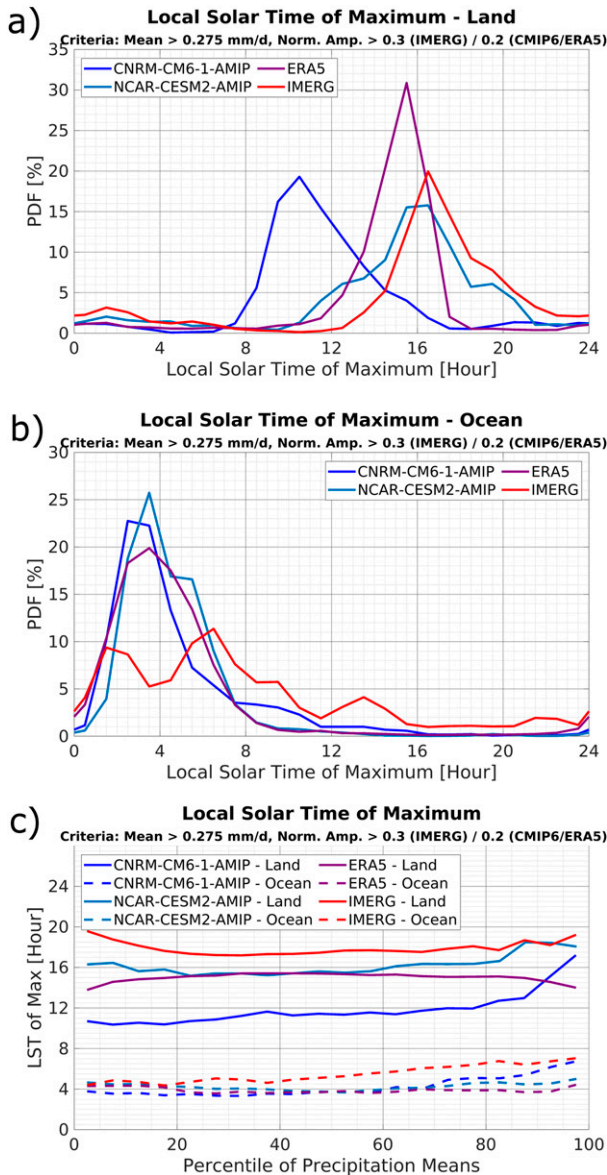 a)
Local Solar Time of Maximum - Land
Criteria: Mean > 0.275 mm/d, Norm. Amp. > 0.3 (IMERG) / 0.2 (CMIP6/ERA5)
CNRM-CM6-1-AMIP ERA5
NCAR-CESM2-AMIP IMERG
35
30
25
20
15
10
5
0
PDF [%]
0 4 8 12 16 20 24
Local Solar Time of Maximum [Hour]
b)
Local Solar Time of Maximum - Ocean
Criteria: Mean > 0.275 mm/d, Norm. Amp. > 0.3 (IMERG) / 0.2 (CMIP6/ERA5)
CNRM-CM6-1-AMIP ERA5
NCAR-CESM2-AMIP IMERG
30
25
20
15
10
5
0
PDF [%]
0 4 8 12 16 20 24
Local Solar Time of Maximum [Hour]
c)
Local Solar Time of Maximum
Criteria: Mean > 0.275 mm/d, Norm. Amp. > 0.3 (IMERG) / 0.2 (CMIP6/ERA5)
CNRM-CM6-1-AMIP - Land ERA5 - Land
CNRM-CM6-1-AMIP - Ocean ERA5 - Ocean
NCAR-CESM2-AMIP - Land IMERG - Land
NCAR-CESM2-AMIP - Ocean IMERG - Ocean
24
20
16
12
8
4
0
LST of Max [Hour]
0 20 40 60 80 100
Percentile of Precipitation Means